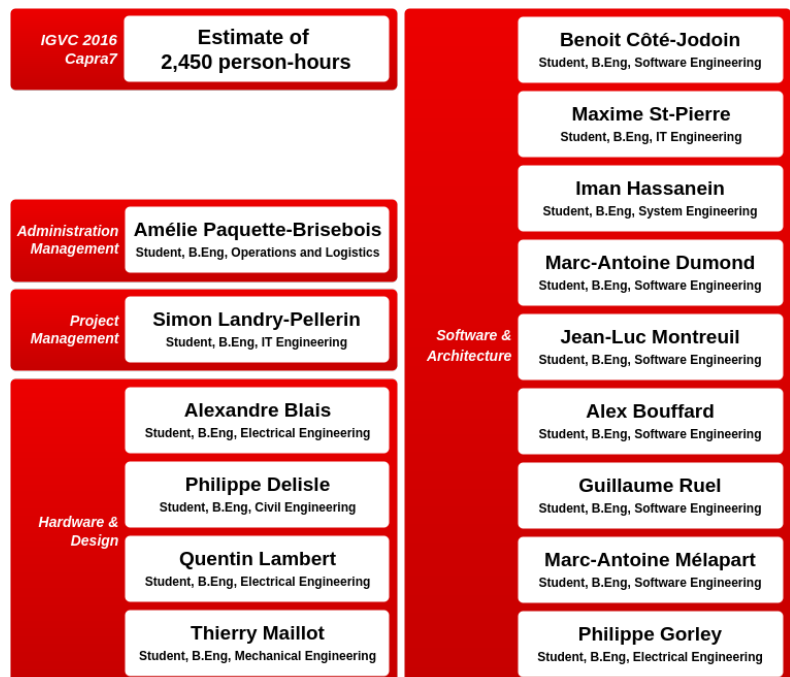 IGVC 2016
Capra7
Estimate of
2,450 person-hours
Administration
Management
Amélie Paquette-Brisebois
Student, B.Eng, Operations and Logistics
Project
Management
Simon Landry-Pellerin
Student, B.Eng, IT Engineering
Hardware &
Design
Alexandre Blais
Student, B.Eng, Electrical Engineering
Philippe Delisle
Student, B.Eng, Civil Engineering
Quentin Lambert
Student, B.Eng, Electrical Engineering
Thierry Maillot
Student, B.Eng, Mechanical Engineering
Software &
Architecture
Benoit Côté-Jodoin
Student, B.Eng, Software Engineering
Maxime St-Pierre
Student, B.Eng, IT Engineering
Iman Hassanein
Student, B.Eng, System Engineering
Marc-Antoine Dumond
Student, B.Eng, Software Engineering
Jean-Luc Montreuil
Student, B.Eng, Software Engineering
Alex Bouffard
Student, B.Eng, Software Engineering
Guillaume Ruel
Student, B.Eng, Software Engineering
Marc-Antoine Mélapart
Student, B.Eng, Software Engineering
Philippe Gorley
Student, B.Eng, Electrical Engineering